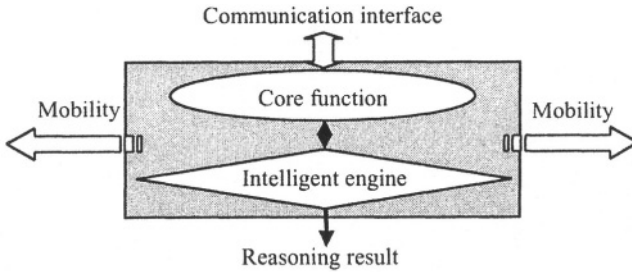 Communication interface
Core function
Mobility
Mobility
Intelligent engine
Reasoning result